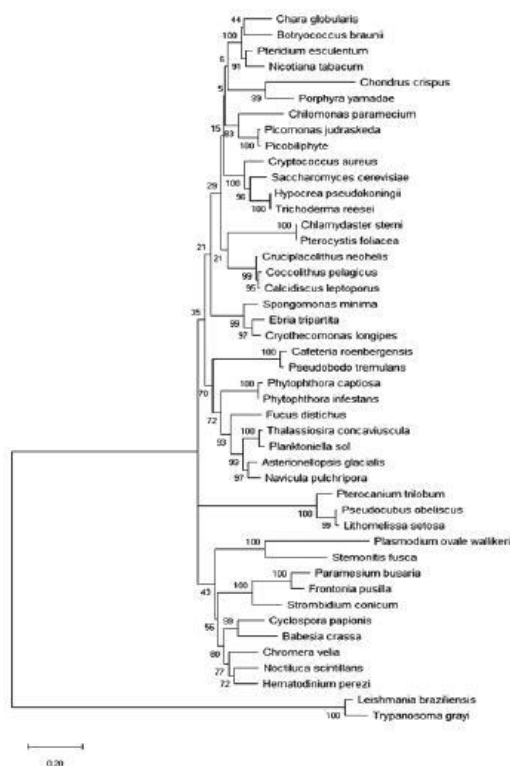 44
Chara globularis
100
Botryococcus braunii
6
Pteridium esculentum
91
Nicotiana tabacum
5
Chondrus crispus
99
Porphyra yamadae
15
Chilomonas paramecium
83
Picomonas judraskeda
100
Picobiliphyte
Cryptococcus aureus
100
Saccharomyces cerevisiae
96
Hypocrea pseudokoningii
100
Trichoderma reesei
29
100
Chlamydaster sterni
Pterocystis foliacea
21
Cruciplacolithus neohelis
99
Coccolithus pelagicus
95
Calcidiscus leptoporus
21
Spongomonas minima
99
Ebria tripartita
97
Cryothecomonas longipes
35
Cafeteria roenbergensis
100
Pseudobodo tremulans
70
100
Phytophthora captiosa
Phytophthora infestans
72
Fucus distichus
93
100
Thalassiosira concaviuscula
Planktoniella sol
99
Asterionellopsis glacialis
97
Navicula pulchripora
Pterocanium trilobum
100
Pseudocubus obeliscus
99
Lithomelissa setosa
100
Plasmodium ovale wallikeri
Stemonitis fusca
43
100
Paramesium busaria
100
Frontonia pusilla
Strombidium conicum
56
99
Cyclospora papionis
Babesia crassa
80
Chromera velia
77
Noctiluca scintillans
72
Hematodinium perezi
Leishmania braziliensis
100
Trypanosoma grayi
0.20